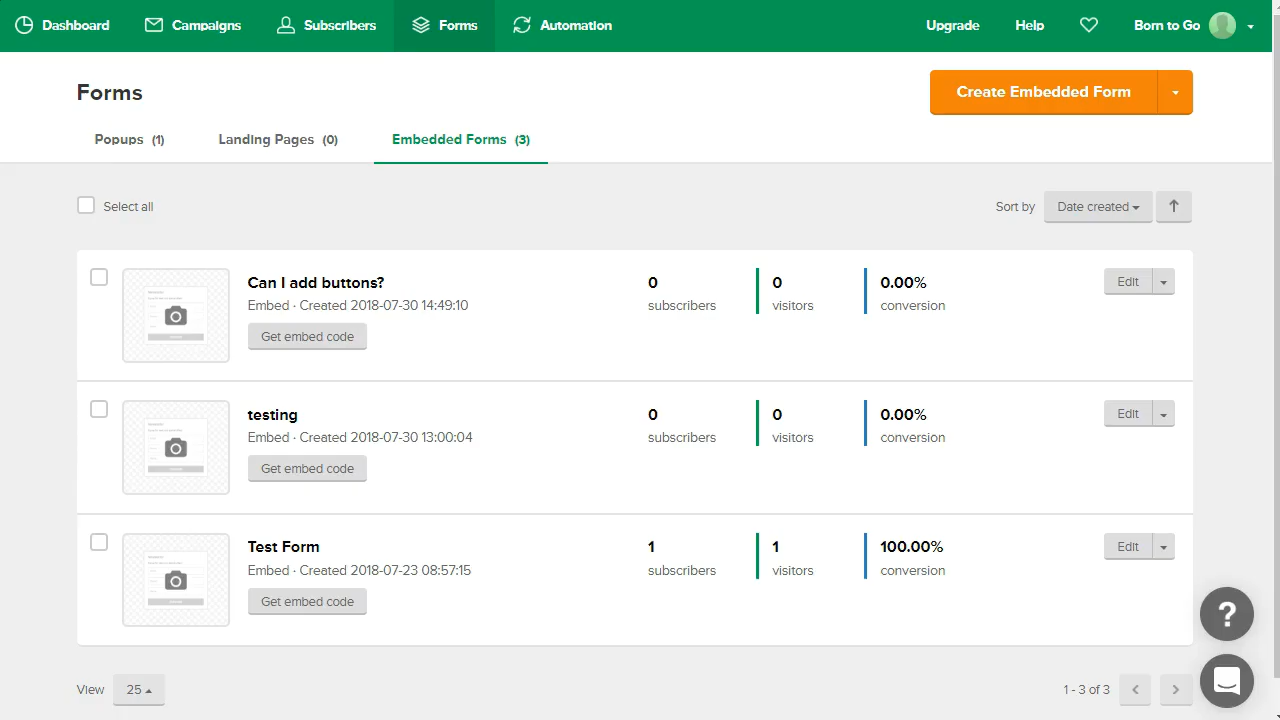 Dashboard Campaigns Subscribers Forms Automation Upgrade Help Born to Go
Forms
Create Embedded Form
Popups (1) Landing Pages (0) Embedded Forms (3)
Select all
Sort by Date created
Can I add buttons?
Embed · Created 2018-07-30 14:49:10
Get embed code
0 subscribers
0 visitors
0.00% conversion
Edit
testing
Embed · Created 2018-07-30 13:00:04
Get embed code
0 subscribers
0 visitors
0.00% conversion
Edit
Test Form
Embed · Created 2018-07-23 08:57:15
Get embed code
1 subscribers
1 visitors
100.00% conversion
Edit
?
View 25
1 - 3 of 3